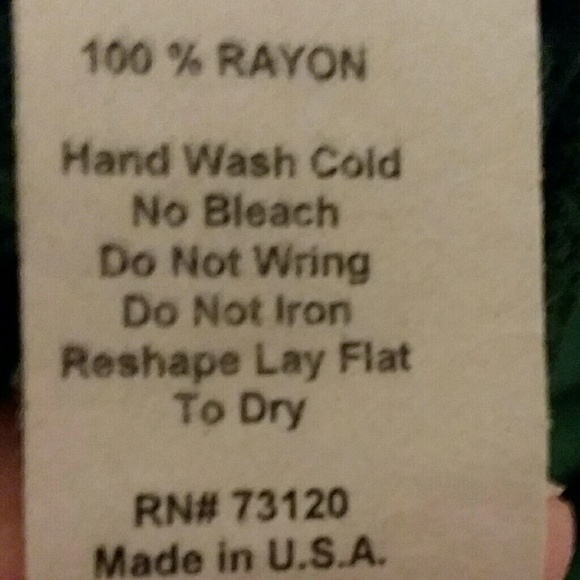 100 % RAYON
Hand Wash Cold
No Bleach
Do Not Wring
Do Not Iron
Reshape Lay Flat
To Dry
RN# 73120
Made in U.S.A.